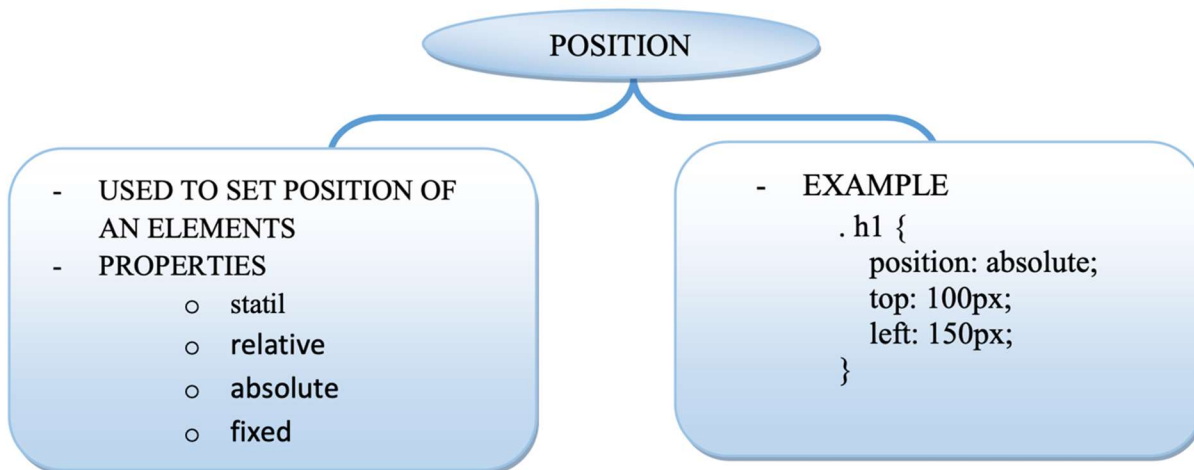 POSITION
- USED TO SET POSITION OF
AN ELEMENTS
- PROPERTIES
o statil
o relative
o absolute
o fixed
- EXAMPLE
. h1 {
position: absolute;
top: 100px;
left: 150px;
}